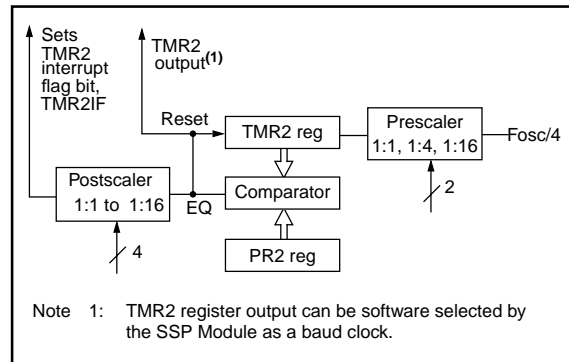 Sets
TMR2
interrupt
flag bit,
TMR2IF
TMR2
output(1)
Reset
TMR2 reg
Prescaler
1:1, 1:4, 1:16
Fosc/4
2
Postscaler
1:1 to 1:16
EQ
Comparator
4
PR2 reg
Note 1: TMR2 register output can be software selected by
the SSP Module as a baud clock.